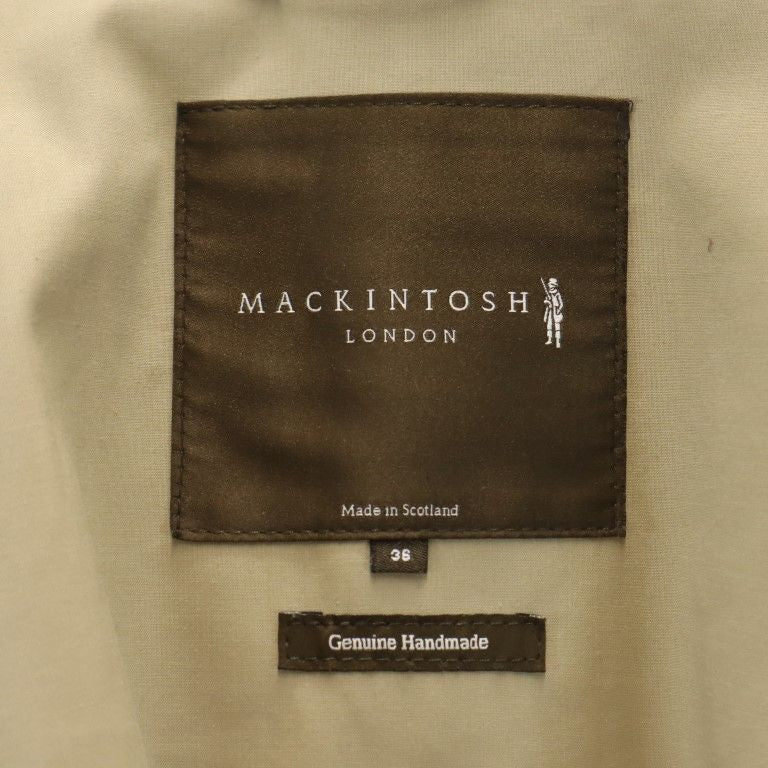 MACKINTOSH
LONDON
Made in Scotland
36
Genuine Handmade